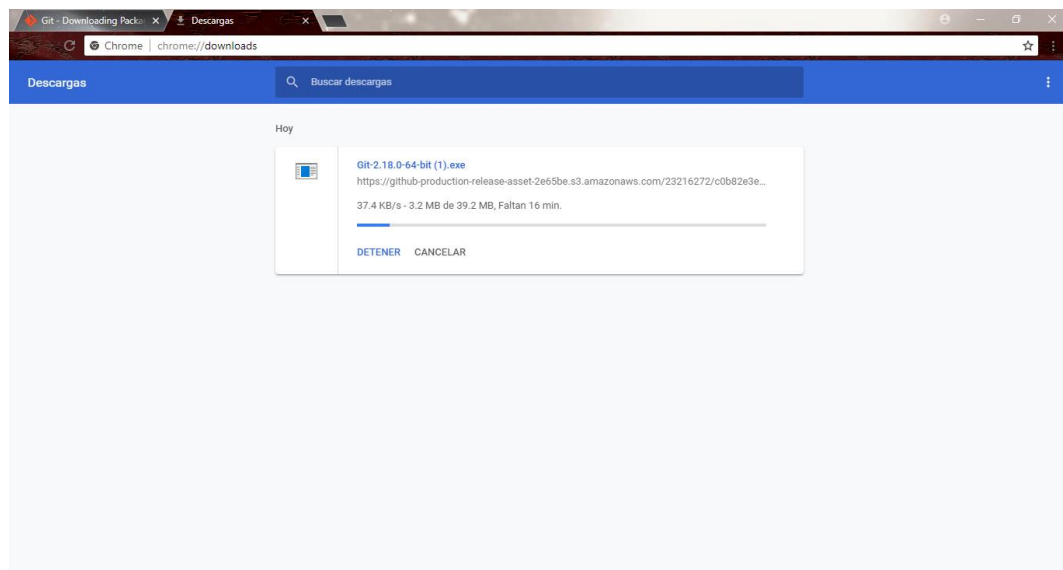 Git - Downloading Packa
Descargas
Chrome | chrome://downloads
Descargas
Buscar descargas
Hoy
Git-2.18.0-64-bit (1).exe
https://github-production-release-asset-2e65be.s3.amazonaws.com/23216272/c0b82e3e...
37.4 KB/s - 3.2 MB de 39.2 MB, Faltan 16 min.
DETENER CANCELAR